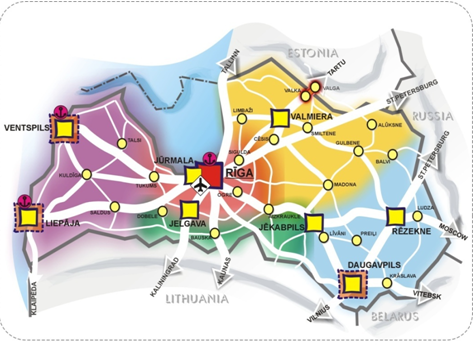 TALLINN
ESTONIA
TARTU
VALKA
VALGA
ST.PETERSBURG
RUSSIA
LIMBAŽI
VALMIERA
VENTSPILS
TALSI
CĒSIS
SMILTENE
ALŪKSNE
GULBENE
BALVI
ST.PETERSBURG
SIGULDA
JŪRMALA
RĪGA
KULDĪGA
TUKUMS
OGRE
MADONA
LIEPĀJA
SALDUS
DOBELE
JELGAVA
BAUSKA
AIZKRAUKLE
JĒKABPILS
LĪVĀNI
PREIĻI
LUDZA
RĒZEKNE
MOSCOW
KLAIPEDA
KALININGRAD
KAUNAS
LITHUANIA
DAUGAVPILS
KRĀSLAVA
VITEBSK
VILNIUS
BELARUS